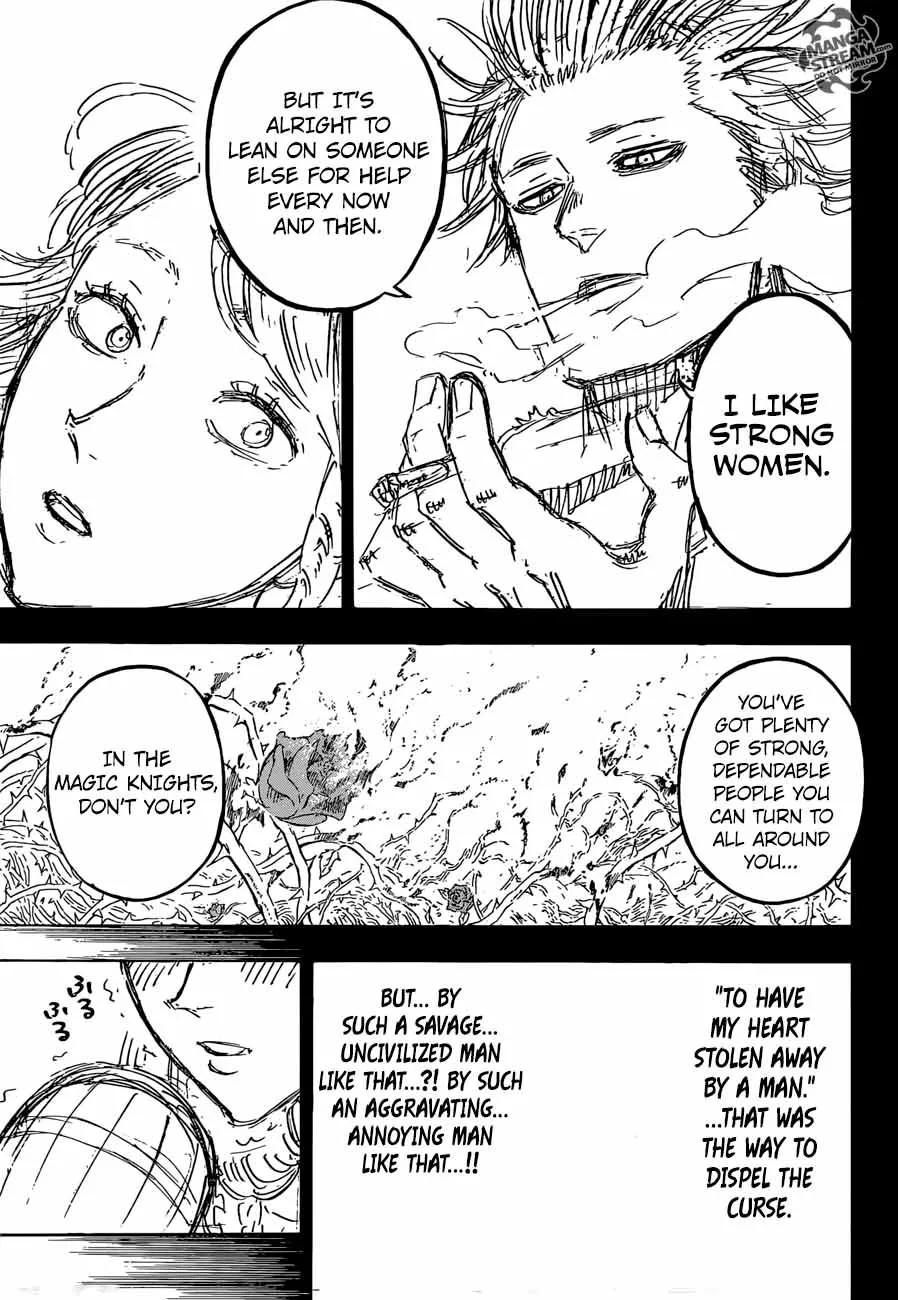 MANGA
STREAM.com
DO NOT MIRROR
I LIKE
STRONG
WOMEN.
BUT IT'S
ALRIGHT TO
LEAN ON SOMEONE
ELSE FOR HELP
EVERY NOW
AND THEN.
YOU'VE
GOT PLENTY
OF STRONG,
DEPENDABLE
PEOPLE YOU
CAN TURN TO
ALL AROUND
YOU...
IN THE
MAGIC KNIGHTS,
DON'T YOU?
"TO HAVE
MY HEART
STOLEN AWAY
BY A MAN."
...THAT WAS
THE WAY TO
DISPEL THE
CURSE.
BUT... BY
SUCH A SAVAGE...
UNCIVILIZED MAN
LIKE THAT...?! BY SUCH
AN AGGRAVATING...
ANNOYING MAN
LIKE THAT...!!
ふる
ふる